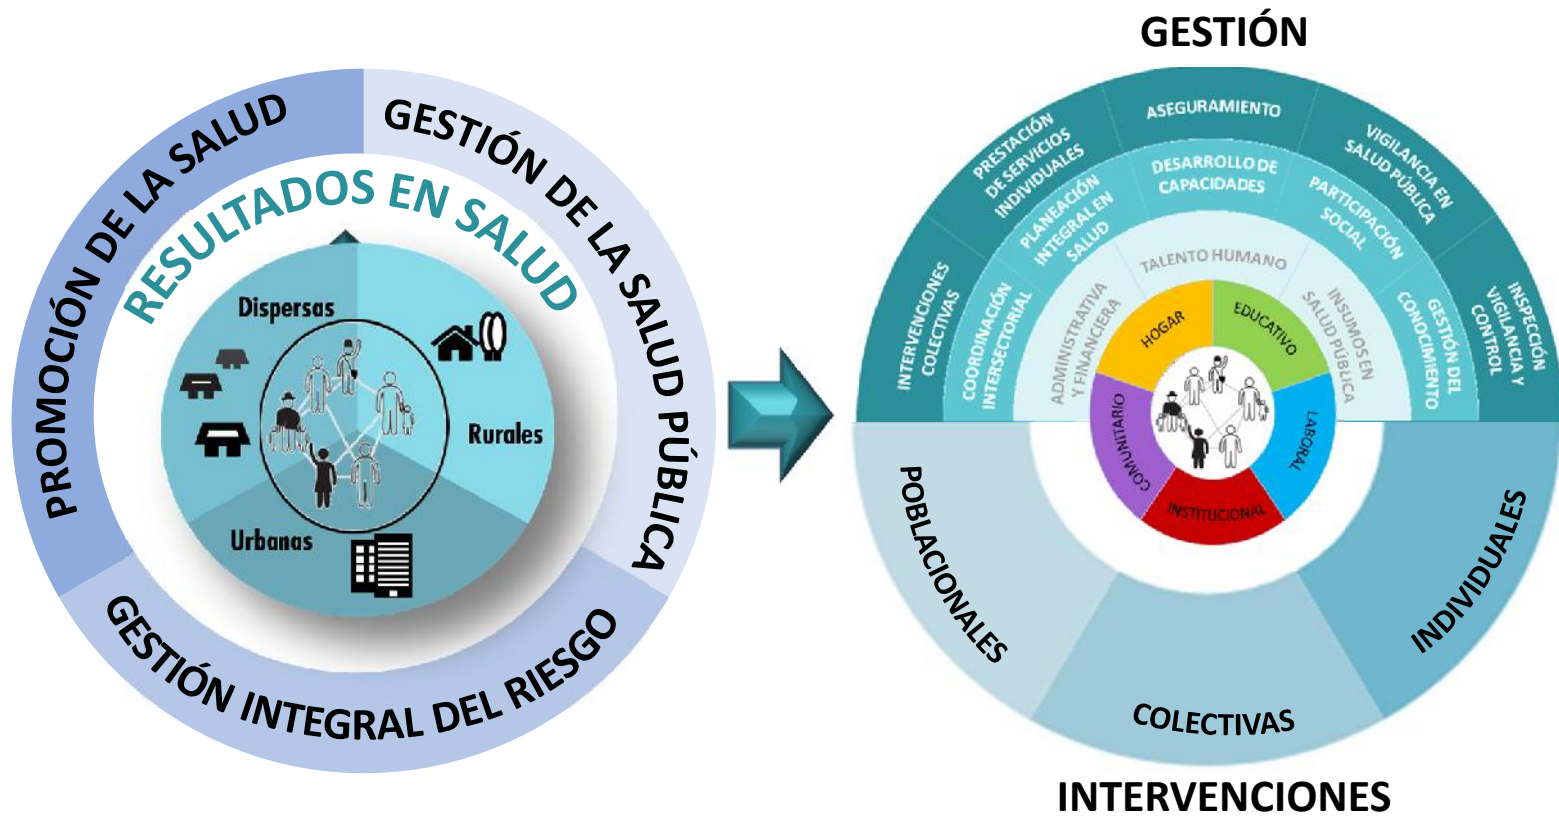 PROMOCIÓN DE LA SALUD
GESTIÓN DE LA SALUD PÚBLICA
GESTIÓN INTEGRAL DEL RIESGO
RESULTADOS EN SALUD
Dispersas
Rurales
Urbanas
GESTIÓN
INTERVENCIONES
COLECTIVAS
PRESTACIÓN
DE SERVICIOS
INDIVIDUALES
ASEGURAMIENTO
VIGILANCIA EN
SALUD PÚBLICA
INSPECCIÓN
VIGILANCIA Y
CONTROL
COORDINACIÓN
INTERSECTORIAL
PLANEACIÓN
INTEGRAL EN
SALUD
DESARROLLO DE
CAPACIDADES
PARTICIPACIÓN
SOCIAL
GESTIÓN DEL
CONOCIMIENTO
ADMINISTRATIVA
Y FINANCIERA
TALENTO HUMANO
INSUMOS EN
SALUD PÚBLICA
HOGAR
EDUCATIVO
LABORAL
INSTITUCIONAL
COMUNITARIO
POBLACIONALES
COLECTIVAS
INDIVIDUALES
INTERVENCIONES